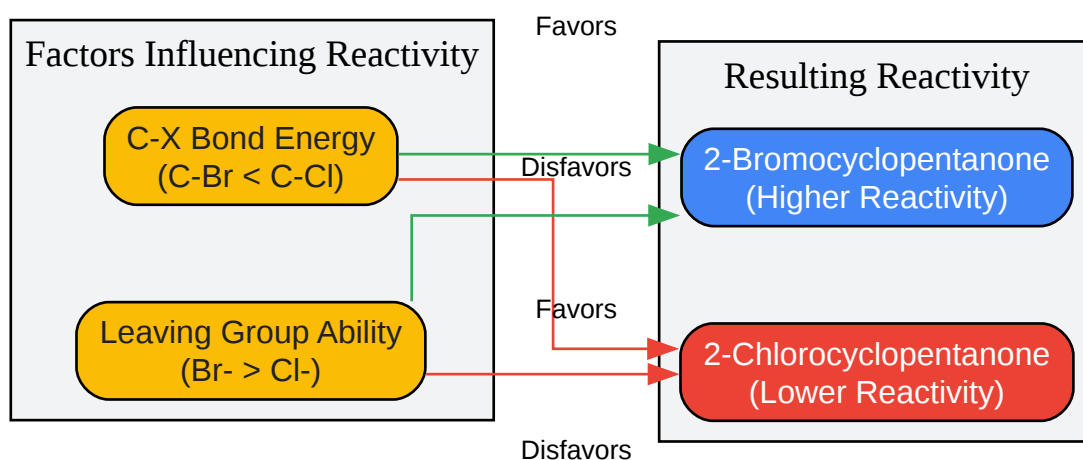 Favors
Factors Influencing Reactivity
Resulting Reactivity
C-X Bond Energy
(C-Br < C-Cl)
Disfavors
2-Bromocyclopentanone
(Higher Reactivity)
Favors
Leaving Group Ability
(Br- > Cl-)
2-Chlorocyclopentanone
(Lower Reactivity)
Disfavors